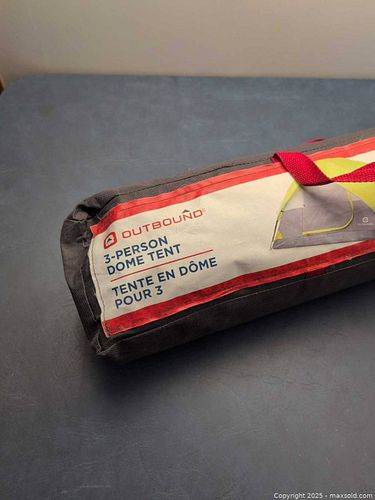 OUTBOUND
3-PERSON
DOME TENT
TENTE EN DÔME
POUR 3
Copyright 2025 - maxsold.com